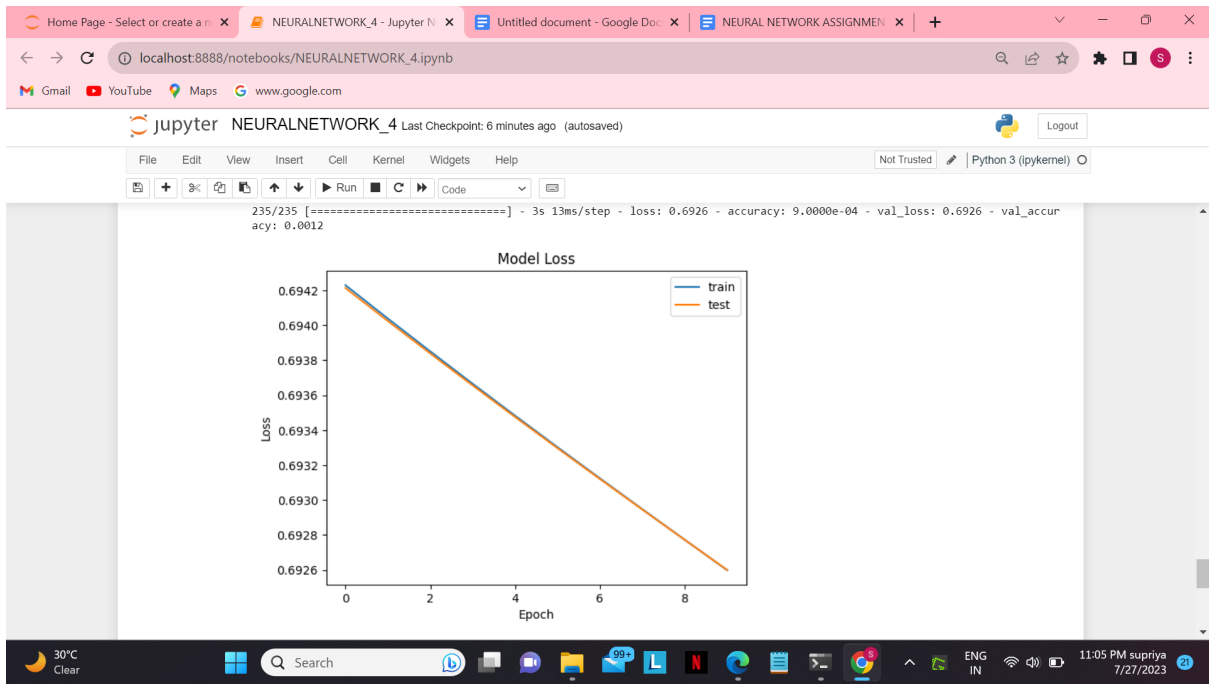 Home Page - Select or create a n
NEURALNETWORK_4 - Jupyter N
Untitled document - Google Doc
NEURAL NETWORK ASSIGNMEN
localhost:8888/notebooks/NEURALNETWORK_4.ipynb
S
Gmail YouTube Maps www.google.com
jupyter NEURALNETWORK_4 Last Checkpoint: 6 minutes ago (autosaved)
Logout
File Edit View Insert Cell Kernel Widgets Help
Not Trusted Python 3 (ipykernel)
Run Code
235/235 [==============================] - 3s 13ms/step - loss: 0.6926 - accuracy: 9.0000e-04 - val_loss: 0.6926 - val_accur
acy: 0.0012
Model Loss
train
test
0.6942
0.6940
0.6938
0.6936
0.6934
0.6932
0.6930
0.6928
0.6926
Loss
0 2 4 6 8
Epoch
30°C
Clear
Search
99+
L
N
S
ENG
IN
11:05 PM supriya
7/27/2023
21